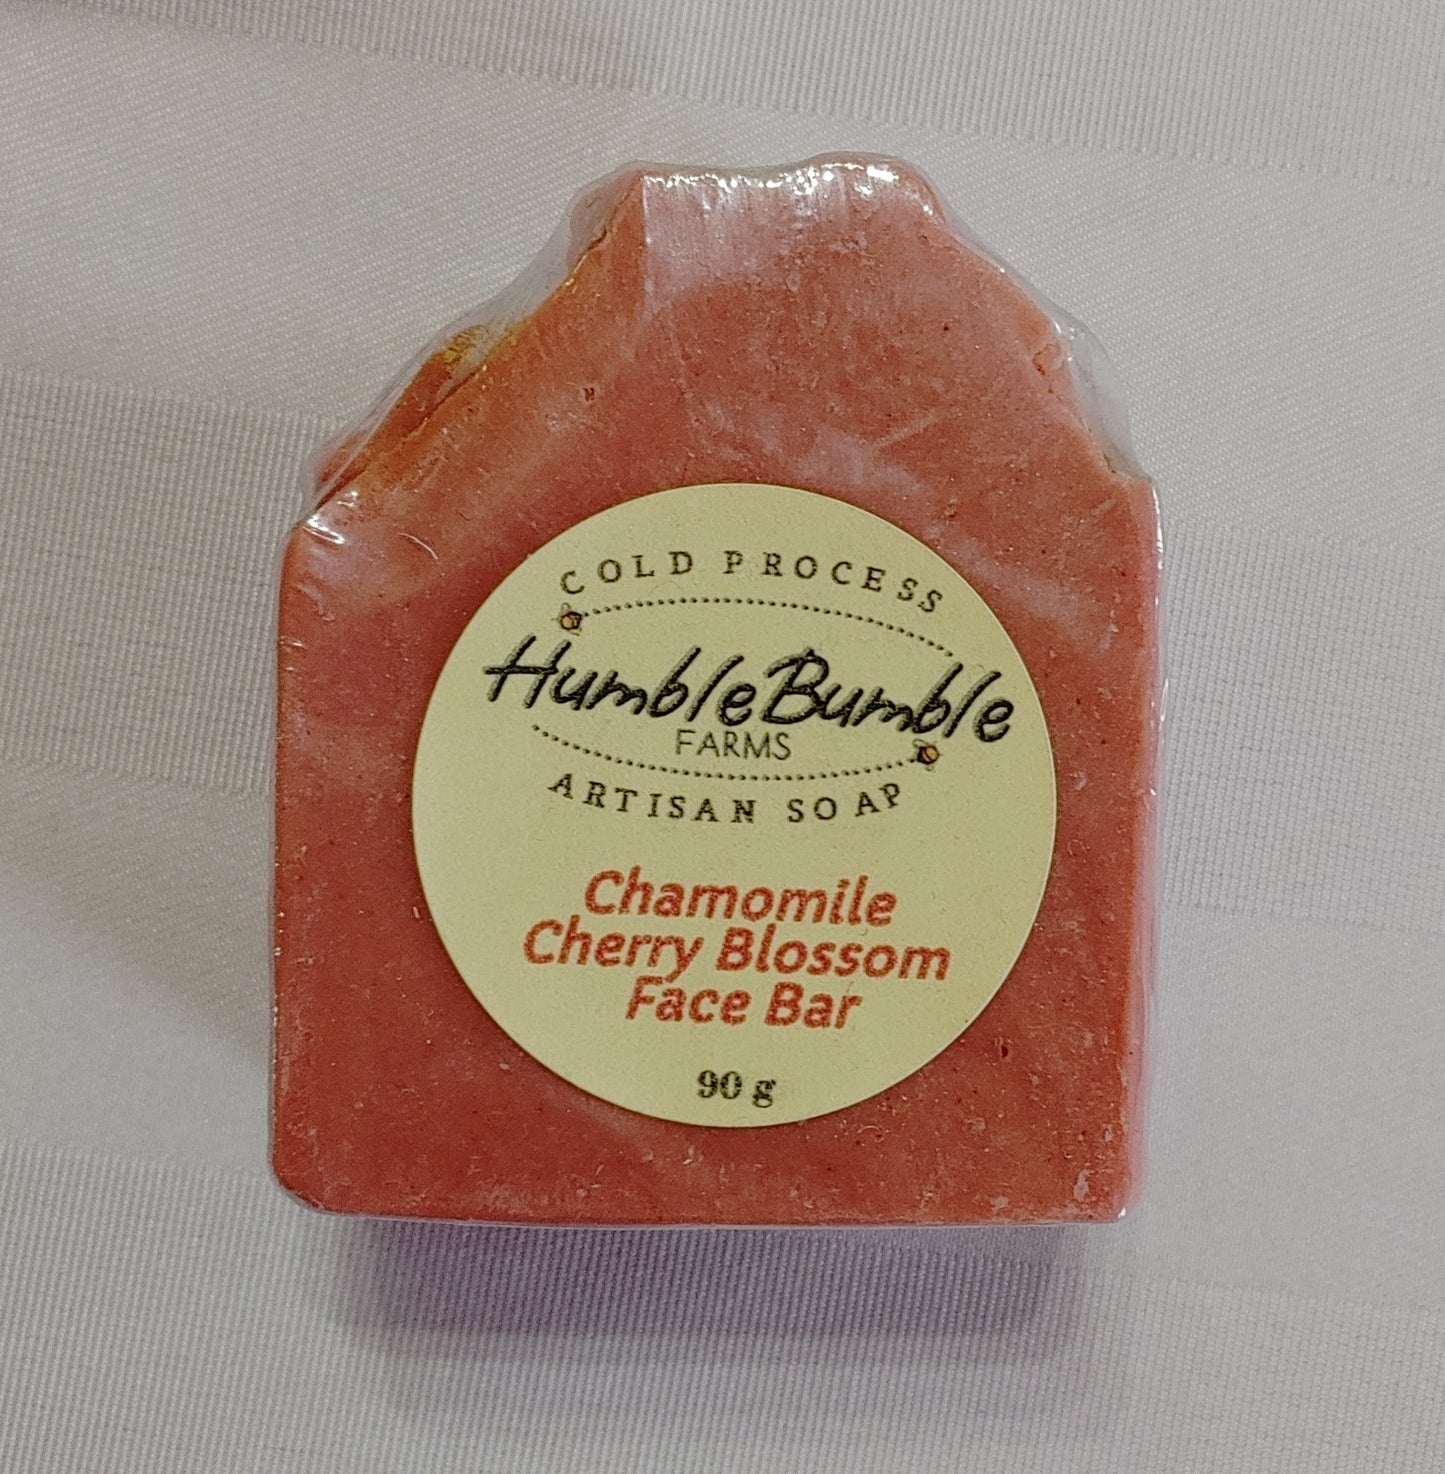 COLD PROCESS
HumbleBumble
FARMS
ARTISAN SOAP
Chamomile
Cherry Blossom
Face Bar
90 g